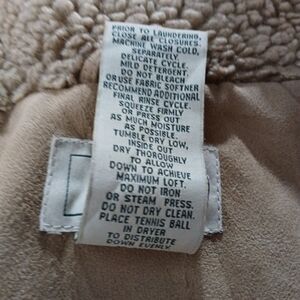 PRIOR TO LAUNDERING,
CLOSE ALL CLOSURES.
MACHINE WASH COLD,
SEPARATELY.
DELICATE CYCLE.
MILD DETERGENT.
DO NOT BLEACH
OR USE FABRIC SOFTNER
RECOMMEND ADDITIONAL
FINAL RINSE CYCLE.
SQUEEZE FIRMLY
OR PRESS OUT
AS MUCH MOISTURE
AS POSSIBLE.
TUMBLE DRY LOW,
INSIDE OUT
DRY THOROUGHLY
TO ALLOW
DOWN TO ACHIEVE
MAXIMUM LOFT.
DO NOT IRON
OR STEAM PRESS.
DO NOT DRY CLEAN.
PLACE TENNIS BALL
IN DRYER
TO DISTRIBUTE
DOWN EVENLY.